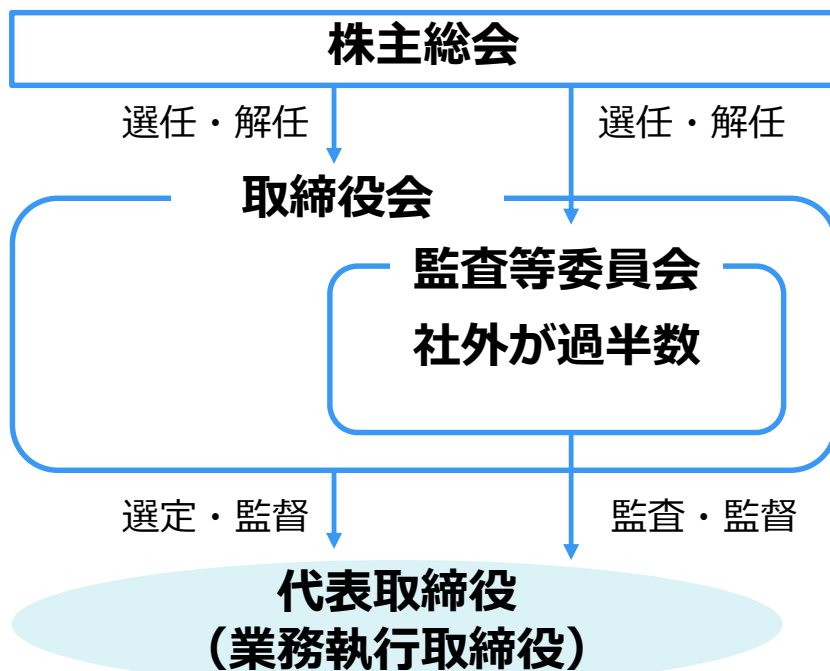 株主総会
選任・解任
選任・解任
取締役会
監査等委員会
社外が過半数
選定・監督
監査・監督
代表取締役
（業務執行取締役）